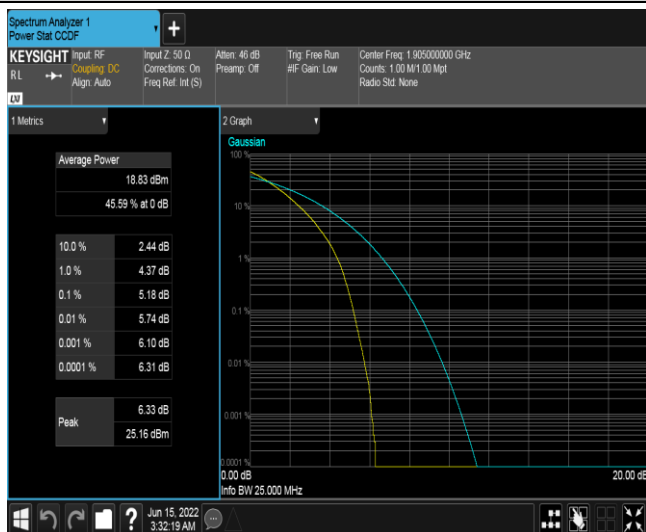 Spectrum Analyzer 1
Power Stat CCDF
+
KEYSIGHT
RL
Input: RF
Coupling: DC
Align: Auto
Input Z: 50 Ω
Corrections: On
Freq Ref: Int (S)
Atten: 46 dB
Preamp: Off
Trig: Free Run
#IF Gain: Low
Center Freq: 1.905000000 GHz
Counts: 1.00 M/1.00 Mpt
Radio Std: None
1 Metrics
Average Power
18.83 dBm
45.59 % at 0 dB
10.0 % 2.44 dB
1.0 % 4.37 dB
0.1 % 5.18 dB
0.01 % 5.74 dB
0.001 % 6.10 dB
0.0001 % 6.31 dB
Peak
6.33 dB
25.16 dBm
2 Graph
Gaussian
100 %
10 %
1 %
0.1 %
0.01 %
0.001 %
0.0001 %
0.00 dB 20.00 dB
Info BW 25.000 MHz
?
Jun 15, 2022
3:32:19 AM